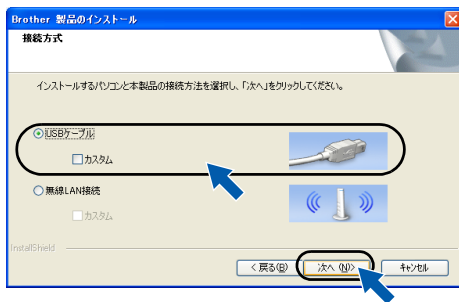 Brother 製品のインストール
接続方式
インストールするパソコンと本製品の接続方法を選択し、「次へ」をクリックしてください。
USBケーブル
カスタム
無線LAN接続
カスタム
InstallShield
< 戻る(B)
次へ (N)>
キャンセル